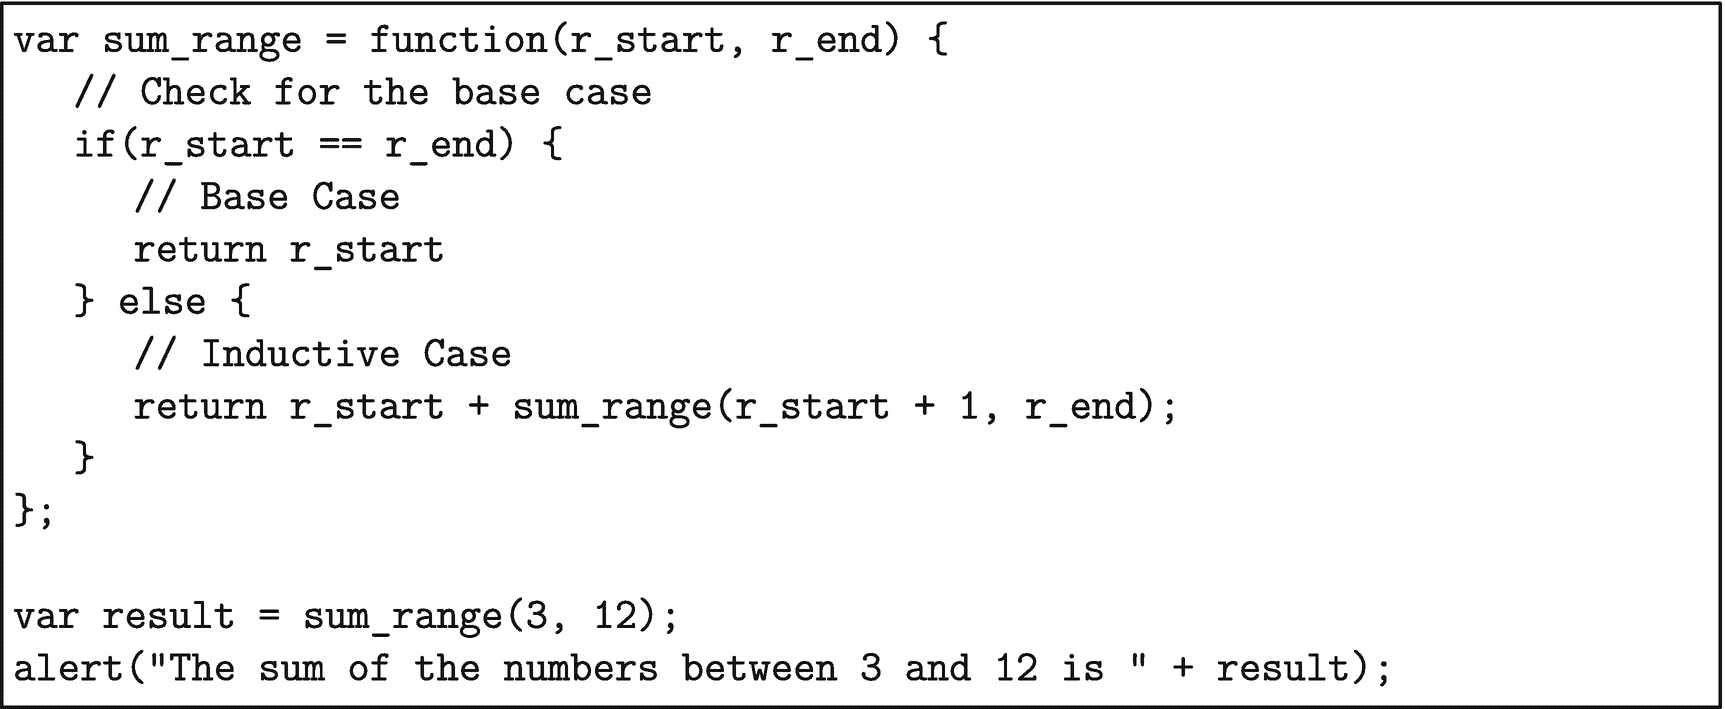 var sum_range = function(r_start, r_end) {
   // Check for the base case
   if(r_start == r_end) {
      // Base Case
      return r_start
   } else {
      // Inductive Case
      return r_start + sum_range(r_start + 1, r_end);
   }
};

var result = sum_range(3, 12);
alert("The sum of the numbers between 3 and 12 is " + result);